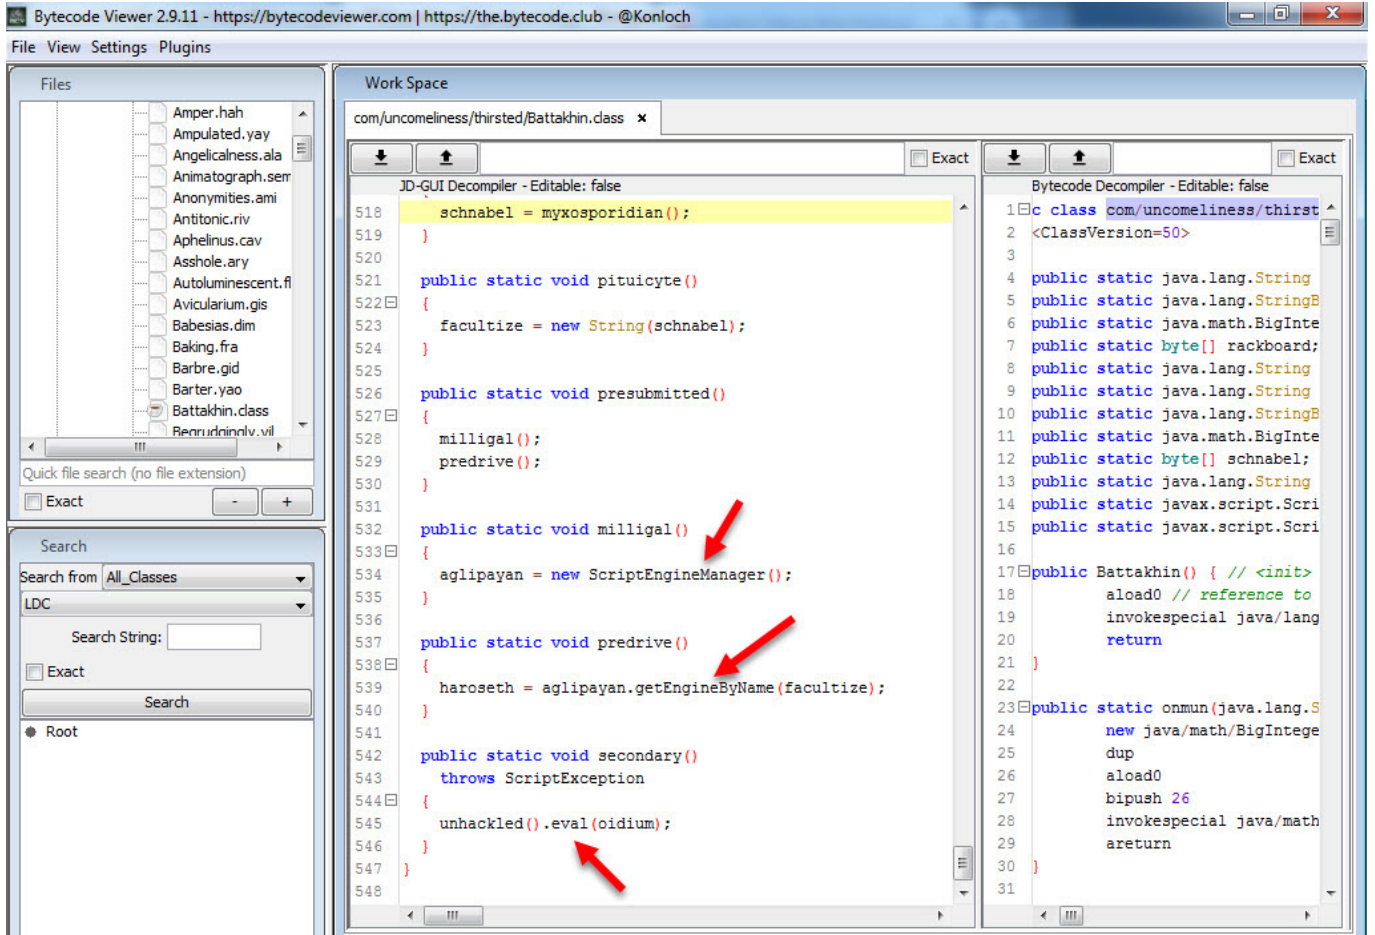 Bytecode Viewer 2.9.11 - https://bytecodeviewer.com | https://the.bytecode.club - @Konloch
File View Settings Plugins
Files
Amper.hah
Ampulated.yay
Angelicalness.ala
Animatograph.sem
Anonymities.ami
Antitonic.riv
Aphelinus.cav
Asshole.ary
Autoluminescent.fl
Avicularium.gis
Babesias.dim
Baking.fra
Barbre.gid
Barter.yao
Battakhin.class
Begrudgingly.vil
Quick file search (no file extension)
Exact
- +
Search
Search from All_Classes
LDC
Search String:
Exact
Search
Root
Work Space
com/uncomeliness/thirsted/Battakhin.class x
Exact
JD-GUI Decompiler - Editable: false
518 schnabel = myxosporidian();
519 }
520
521 public static void pituicyte()
522 {
523 facultize = new String(schnabel);
524 }
525
526 public static void presubmitted()
527 {
528 milligal();
529 predrive();
530 }
531
532 public static void milligal()
533 {
534 aglipayan = new ScriptEngineManager();
535 }
536
537 public static void predrive()
538 {
539 haroseth = aglipayan.getEngineByName(facultize);
540 }
541
542 public static void secondary()
543 throws ScriptException
544 {
545 unhackled().eval(oidium);
546 }
547 }
548
Exact
Bytecode Decompiler - Editable: false
1 c class com/uncomeliness/thirst
2 <ClassVersion=50>
3
4 public static java.lang.String
5 public static java.lang.StringB
6 public static java.math.BigInte
7 public static byte[] rackboard;
8 public static java.lang.String
9 public static java.lang.String
10 public static java.lang.StringB
11 public static java.math.BigInte
12 public static byte[] schnabel;
13 public static java.lang.String
14 public static javax.script.Scri
15 public static javax.script.Scri
16
17 public Battakhin() { // <init>
18 aload0 // reference to
19 invokespecial java/lang
20 return
21 }
22
23 public static onmun(java.lang.S
24 new java/math/BigIntege
25 dup
26 aload0
27 bipush 26
28 invokespecial java/math
29 areturn
30 }
31